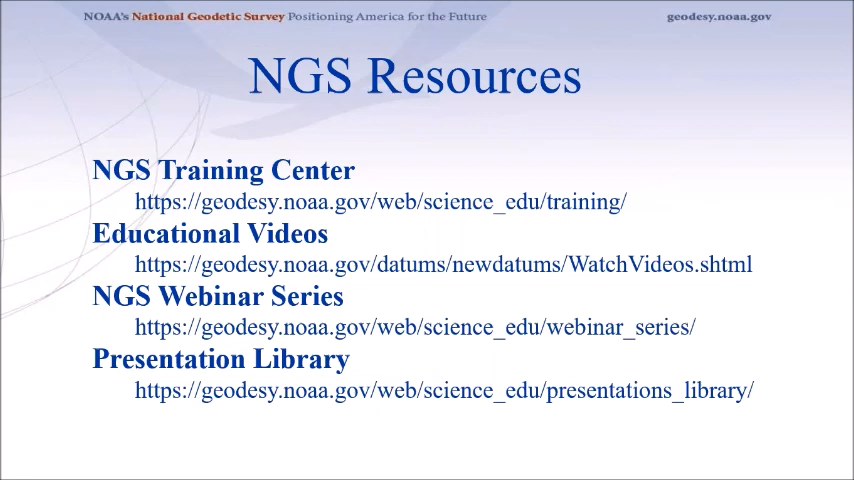 NOAA's National Geodetic Survey Positioning America for the Future geodesy.noaa.gov
NGS Resources
NGS Training Center
https://geodesy.noaa.gov/web/science_edu/training/
Educational Videos
https://geodesy.noaa.gov/datums/newdatums/WatchVideos.shtml
NGS Webinar Series
https://geodesy.noaa.gov/web/science_edu/webinar_series/
Presentation Library
https://geodesy.noaa.gov/web/science_edu/presentations_library/